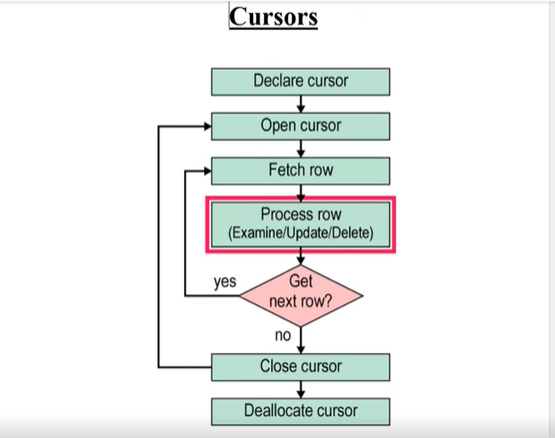 Cursors
Declare cursor
Open cursor
Fetch row
Process row
(Examine/Update/Delete)
yes
Get
next row?
no
Close cursor
Deallocate cursor